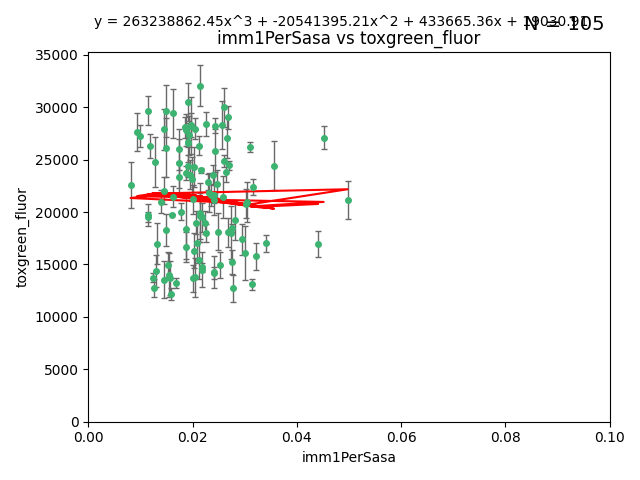 y = 263238862.45x^3 + -20541395.21x^2 + 433665.36x + 19030.91
N = 105
imm1PerSasa vs toxgreen_fluor
35000
30000
25000
20000
15000
10000
5000
0
toxgreen_fluor
0.00 0.02 0.04 0.06 0.08 0.10
imm1PerSasa